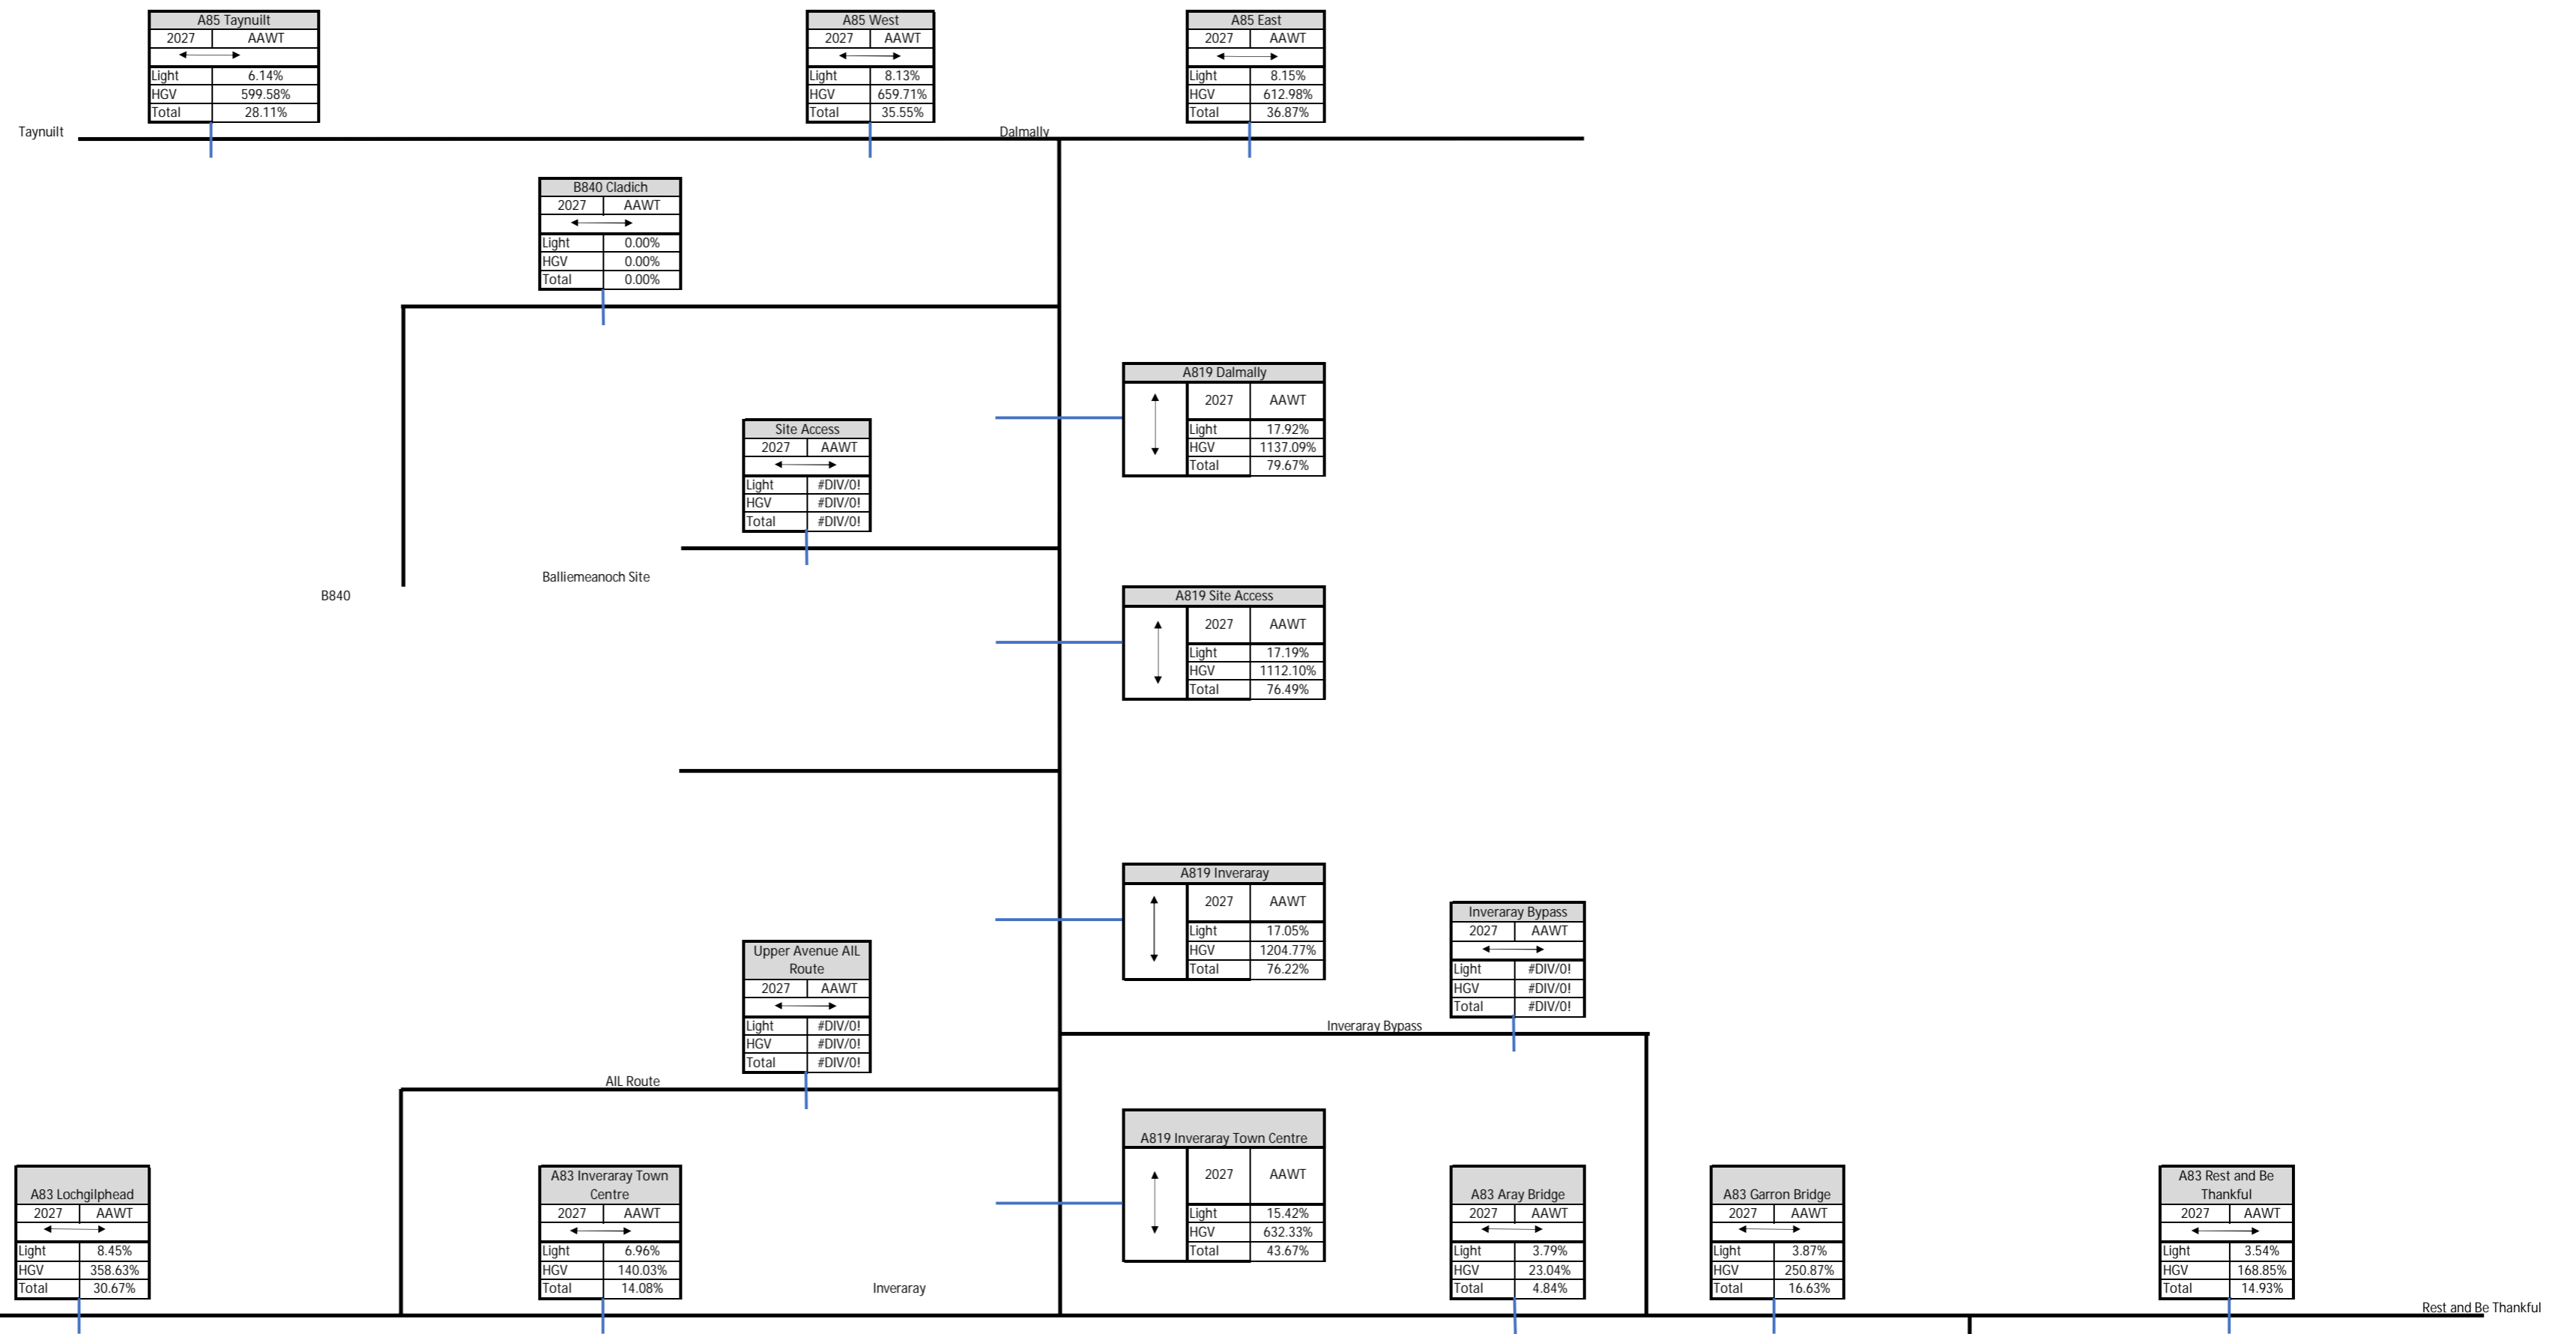 A85 Taynuilt
2027 AAWT
Light 6.14%
HGV 599.58%
Total 28.11%
A85 West
2027 AAWT
Light 8.13%
HGV 659.71%
Total 35.55%
A85 East
2027 AAWT
Light 8.15%
HGV 612.98%
Total 36.87%
Taynuilt
Dalmally
B840 Cladich
2027 AAWT
Light 0.00%
HGV 0.00%
Total 0.00%
A819 Dalmally
2027 AAWT
Light 17.92%
HGV 1137.09%
Total 79.67%
Site Access
2027 AAWT
Light #DIV/0!
HGV #DIV/0!
Total #DIV/0!
Balliemeanoch Site
B840
A819 Site Access
2027 AAWT
Light 17.19%
HGV 1112.10%
Total 76.49%
A819 Inveraray
2027 AAWT
Light 17.05%
HGV 1204.77%
Total 76.22%
Inveraray Bypass
2027 AAWT
Light #DIV/0!
HGV #DIV/0!
Total #DIV/0!
Upper Avenue AIL
Route
2027 AAWT
Light #DIV/0!
HGV #DIV/0!
Total #DIV/0!
Inveraray Bypass
AIL Route
A83 Lochgilphead
2027 AAWT
Light 8.45%
HGV 358.63%
Total 30.67%
A83 Inveraray Town
Centre
2027 AAWT
Light 6.96%
HGV 140.03%
Total 14.08%
Inveraray
A819 Inveraray Town Centre
2027 AAWT
Light 15.42%
HGV 632.33%
Total 43.67%
A83 Aray Bridge
2027 AAWT
Light 3.79%
HGV 23.04%
Total 4.84%
A83 Garron Bridge
2027 AAWT
Light 3.87%
HGV 250.87%
Total 16.63%
A83 Rest and Be
Thankful
2027 AAWT
Light 3.54%
HGV 168.85%
Total 14.93%
Rest and Be Thankful